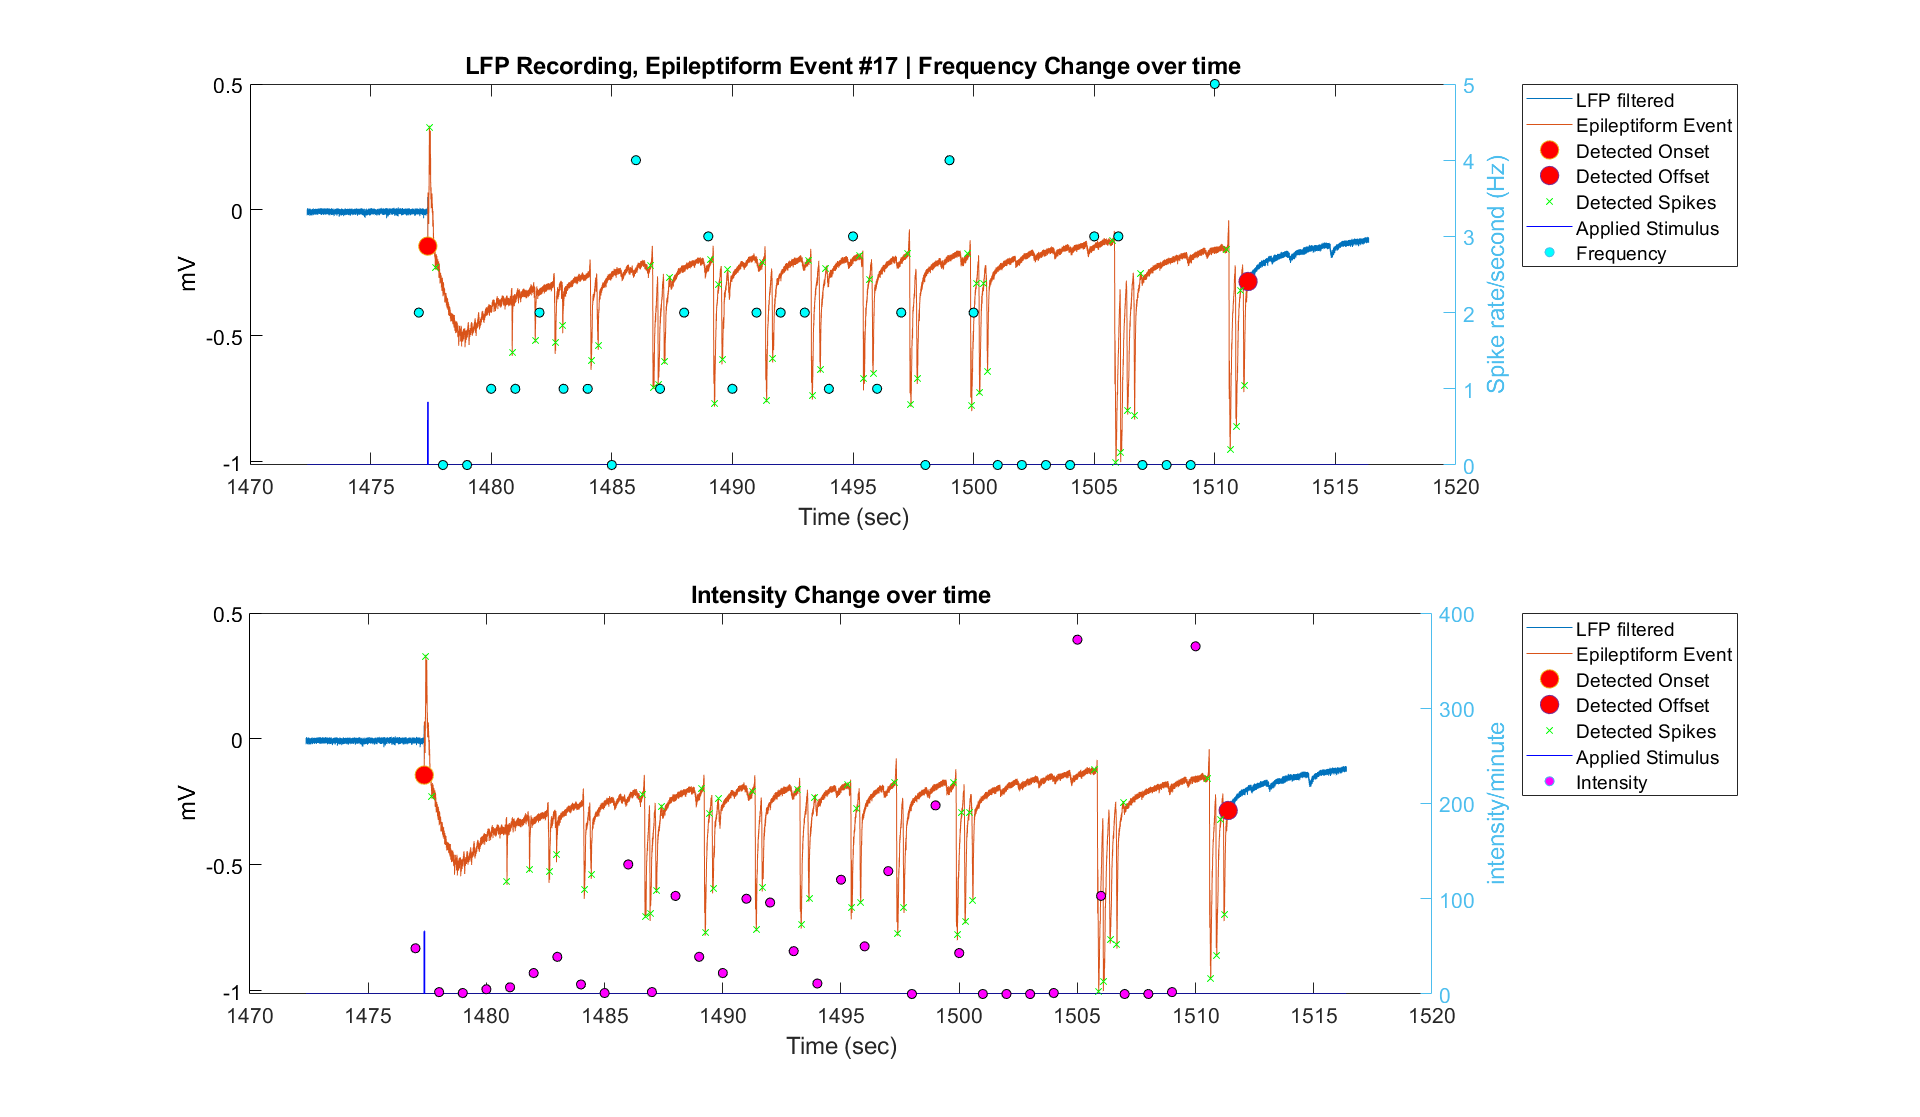 LFP Recording, Epileptiform Event #17 | Frequency Change over time
0.5
0
-0.5
-1
mV
5
4
3
2
1
0
Spike rate/second (Hz)
1470 1475 1480 1485 1490 1495 1500 1505 1510 1515 1520
Time (sec)
LFP filtered
Epileptiform Event
Detected Onset
Detected Offset
Detected Spikes
Applied Stimulus
Frequency
Intensity Change over time
0.5
0
-0.5
-1
mV
400
300
200
100
0
intensity/minute
1470 1475 1480 1485 1490 1495 1500 1505 1510 1515 1520
Time (sec)
LFP filtered
Epileptiform Event
Detected Onset
Detected Offset
Detected Spikes
Applied Stimulus
Intensity